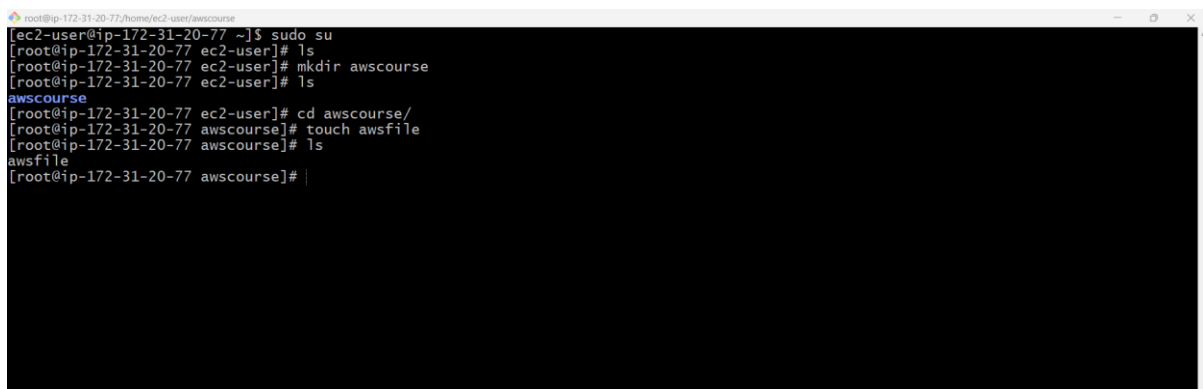 root@ip-172-31-20-77:/home/ec2-user/awscourse
[ec2-user@ip-172-31-20-77 ~]$ sudo su
[root@ip-172-31-20-77 ec2-user]# ls
[root@ip-172-31-20-77 ec2-user]# mkdir awscourse
[root@ip-172-31-20-77 ec2-user]# ls
awscourse
[root@ip-172-31-20-77 ec2-user]# cd awscourse/
[root@ip-172-31-20-77 awscourse]# touch awsfile
[root@ip-172-31-20-77 awscourse]# ls
awsfile
[root@ip-172-31-20-77 awscourse]#